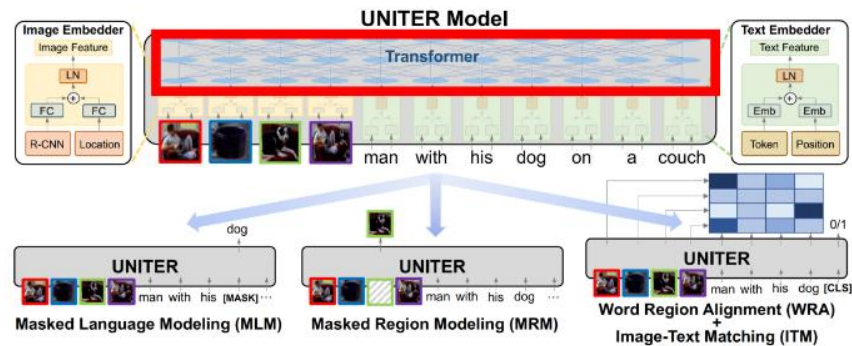 UNITER Model
Image Embedder
Image Feature
LN
FC
FC
R-CNN
Location
Transformer
man with his dog on a couch
Text Embedder
Text Feature
LN
Emb
Emb
Token
Position
dog
UNITER
man with his [MASK] ...
Masked Language Modeling (MLM)
UNITER
man with his dog ...
Masked Region Modeling (MRM)
0/1
UNITER
man with his dog [CLS]
Word Region Alignment (WRA)
+
Image-Text Matching (ITM)